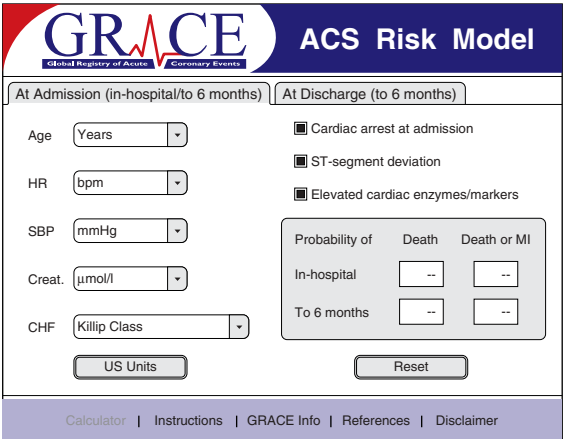 GRACE
Global Registry of Acute Coronary Events
ACS Risk Model
At Admission (in-hospital/to 6 months)
At Discharge (to 6 months)
Age Years
HR bpm
SBP mmHg
Creat. μmol/l
CHF Killip Class
US Units
Cardiac arrest at admission
ST-segment deviation
Elevated cardiac enzymes/markers
Probability of Death Death or MI
In-hospital -- --
To 6 months -- --
Reset
Calculator | Instructions | GRACE Info | References | Disclaimer